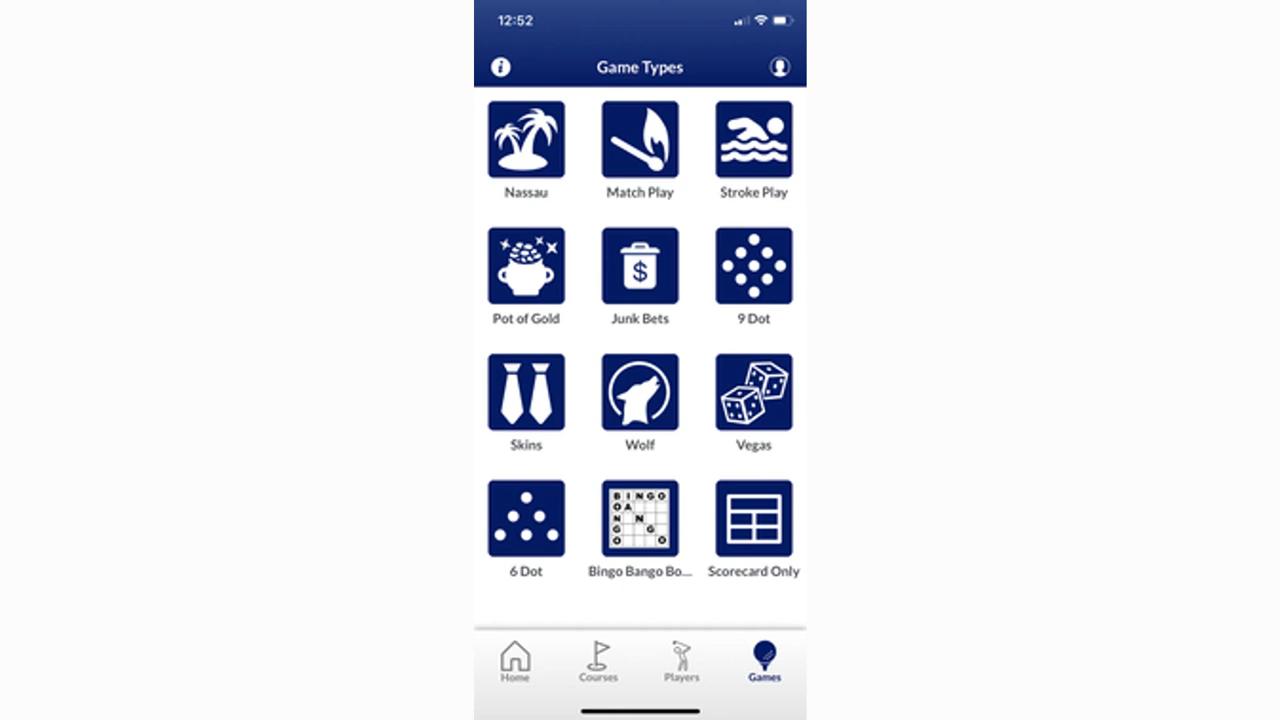 12:52
Game Types
Nassau
Match Play
Stroke Play
$
Pot of Gold
Junk Bets
9 Dot
Skins
Wolf
Vegas
B I N G O
O A
N N
G G
O O
6 Dot
Bingo Bango Bo...
Scorecard Only
Home
Courses
Players
Games